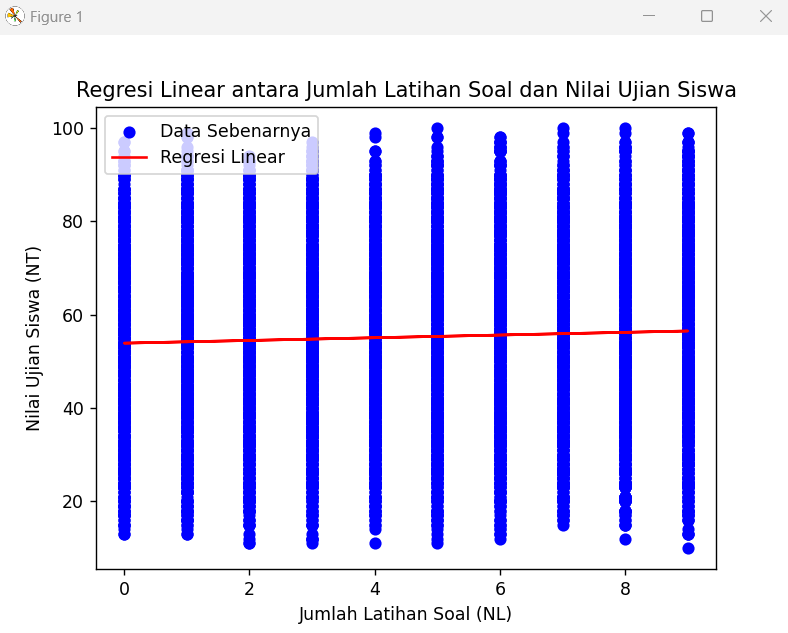 Figure 1
Regresi Linear antara Jumlah Latihan Soal dan Nilai Ujian Siswa
Data Sebenarnya
Regresi Linear
100
80
60
40
20
Nilai Ujian Siswa (NT)
0 2 4 6 8
Jumlah Latihan Soal (NL)